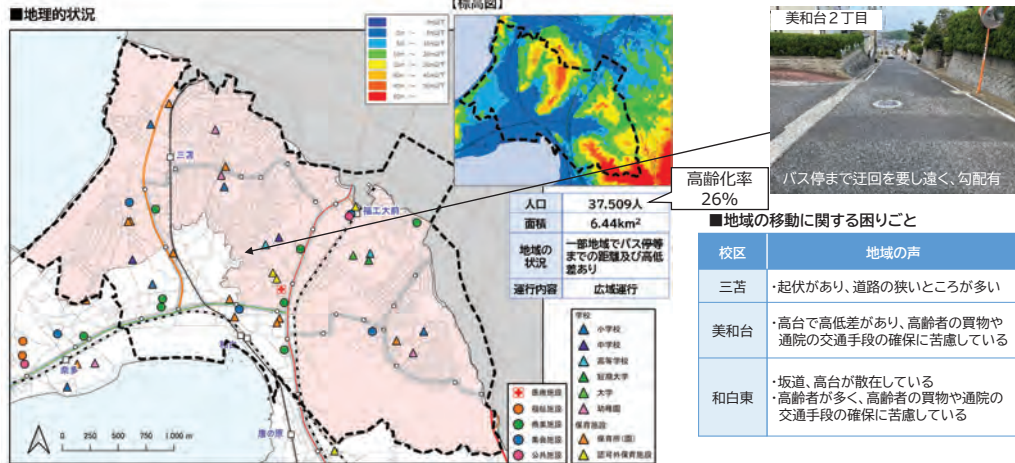 ■地理的状況
【標高図】
美和台2丁目
バス停まで迂回を要し遠く、勾配有
高齢化率
26%
人口 37,509人
面積 6.44km²
地域の状況 一部地域でバス停等までの距離及び高低差あり
運行内容 広域運行
三苫
福工大前
奈多
唐の原
■地域の移動に関する困りごと
校区 地域の声
三苫 ・起伏があり、道路の狭いところが多い
美和台 ・高台で高低差があり、高齢者の買物や
通院の交通手段の確保に苦慮している
和白東 ・坂道、高台が散在している
・高齢者が多く、高齢者の買物や通院の
交通手段の確保に苦慮している
学校
小学校
中学校
高等学校
短期大学
大学
幼稚園
保育施設
保育所(園)
認可外保育施設
医療施設
福祉施設
商業施設
集会施設
公共施設
0 250 500 750 1,000 m